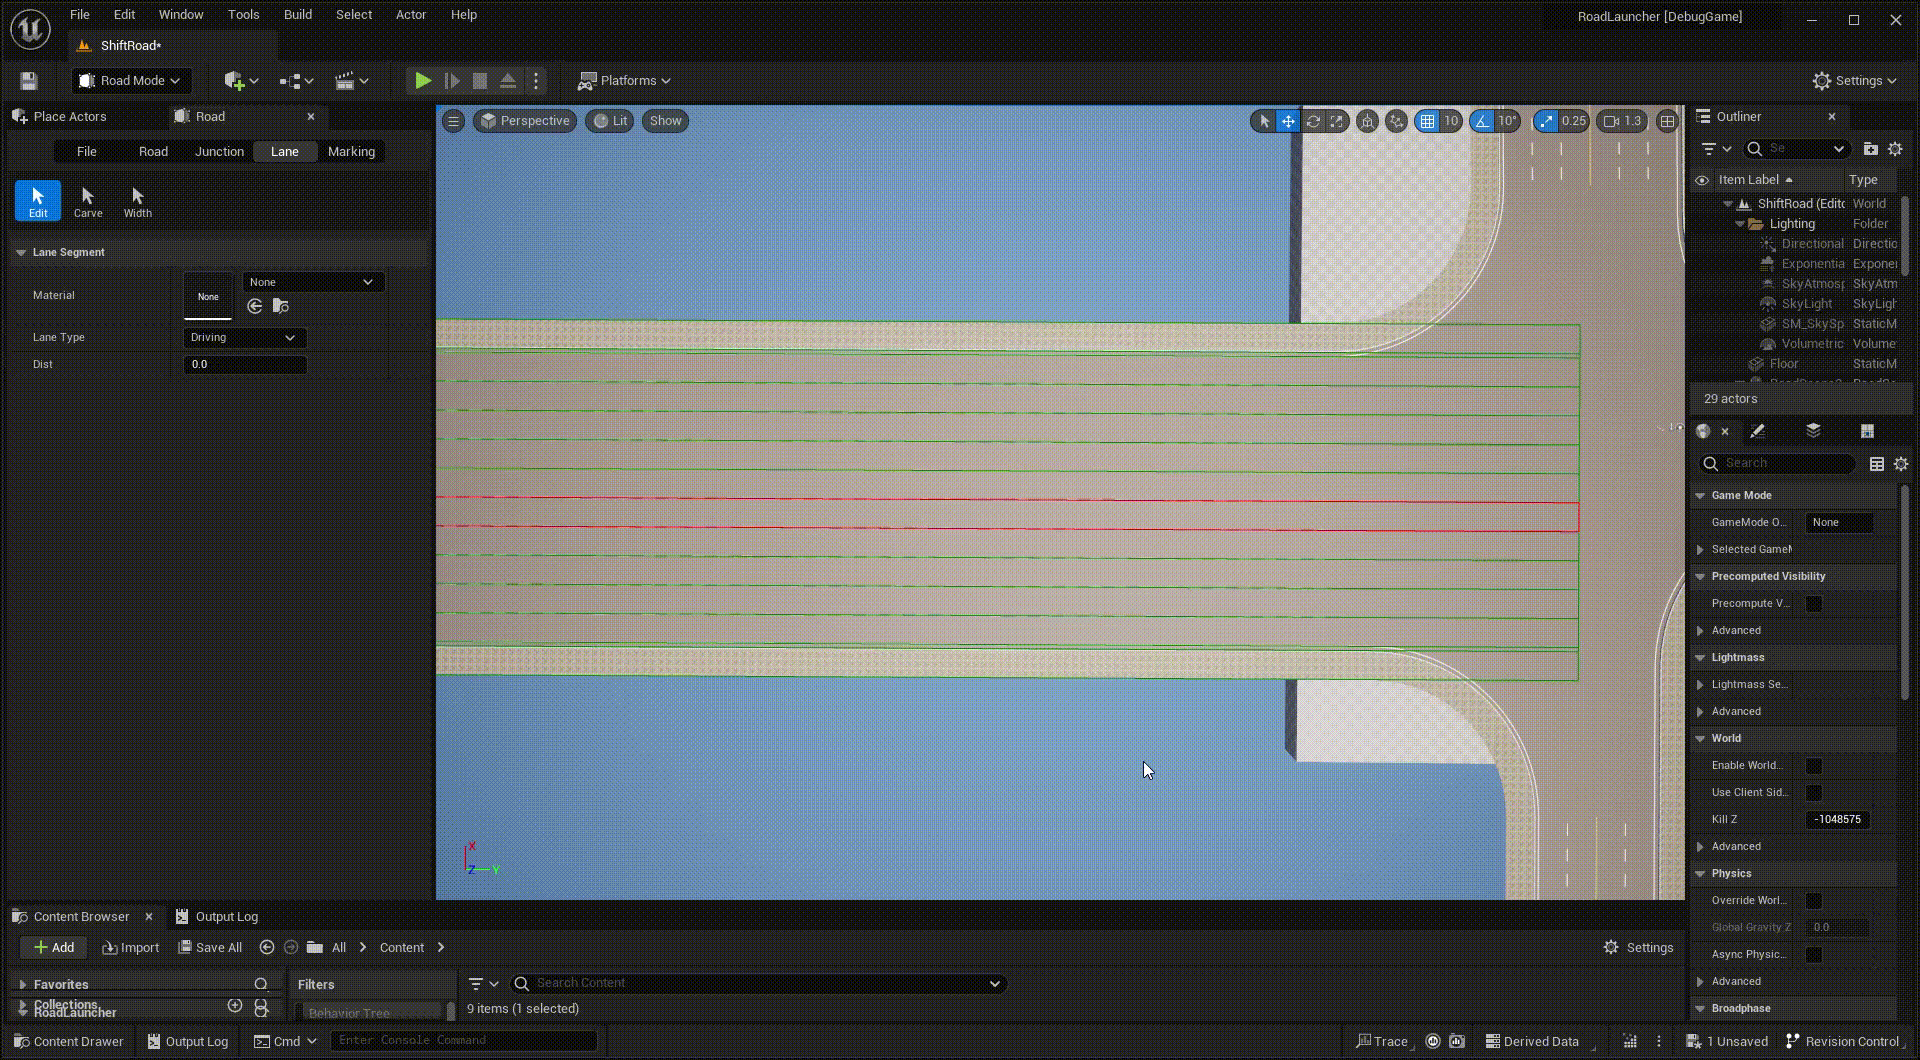 File Edit Window Tools Build Select Actor Help
RoadLauncher [DebugGame]
ShiftRoad*
Road Mode
Platforms
Settings
Place Actors
Road
File Road Junction Lane Marking
Edit Carve Width
Lane Segment
Material
None
None
Lane Type
Driving
Dist
0.0
Perspective
Lit
Show
10
10°
0.25
1.3
X
Z
Y
Outliner
Se
Item Label
Type
ShiftRoad (Edito
World
Lighting
Folder
Directional
Directio
Exponentia
Exponen
SkyAtmosp
SkyAtm
SkyLight
SkyLigh
SM_SkySp
StaticM
Volumetric
Volume
Floor
StaticM
29 actors
Search
Game Mode
GameMode O...
None
Selected GameM
Precomputed Visibility
Precompute V...
Advanced
Lightmass
Lightmass Se...
Advanced
World
Enable World...
Use Client Sid...
Kill Z
-1048575
Advanced
Physics
Override Worl...
Global Gravity Z
0.0
Async Physic...
Advanced
Broadphase
Content Browser
Output Log
Add
Import
Save All
All
Content
Settings
Favorites
Collections
RoadLauncher
Filters
Behavior Tree
Search Content
9 items (1 selected)
Content Drawer
Output Log
Cmd
Enter Console Command
Trace
Derived Data
1 Unsaved
Revision Control